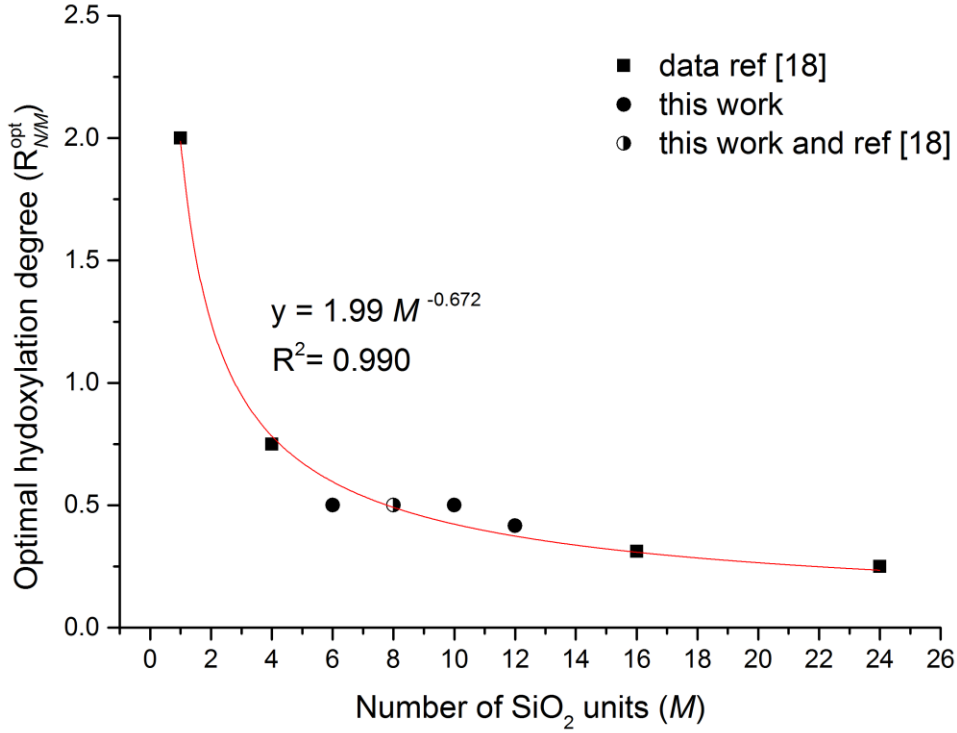 2.5
2.0
1.5
1.0
0.5
0.0
Optimal hydoxylation degree (R^opt_N/M)
data ref [18]
this work
this work and ref [18]
y = 1.99 M^-0.672
R^2= 0.990
0 2 4 6 8 10 12 14 16 18 20 22 24 26
Number of SiO_2 units (M)